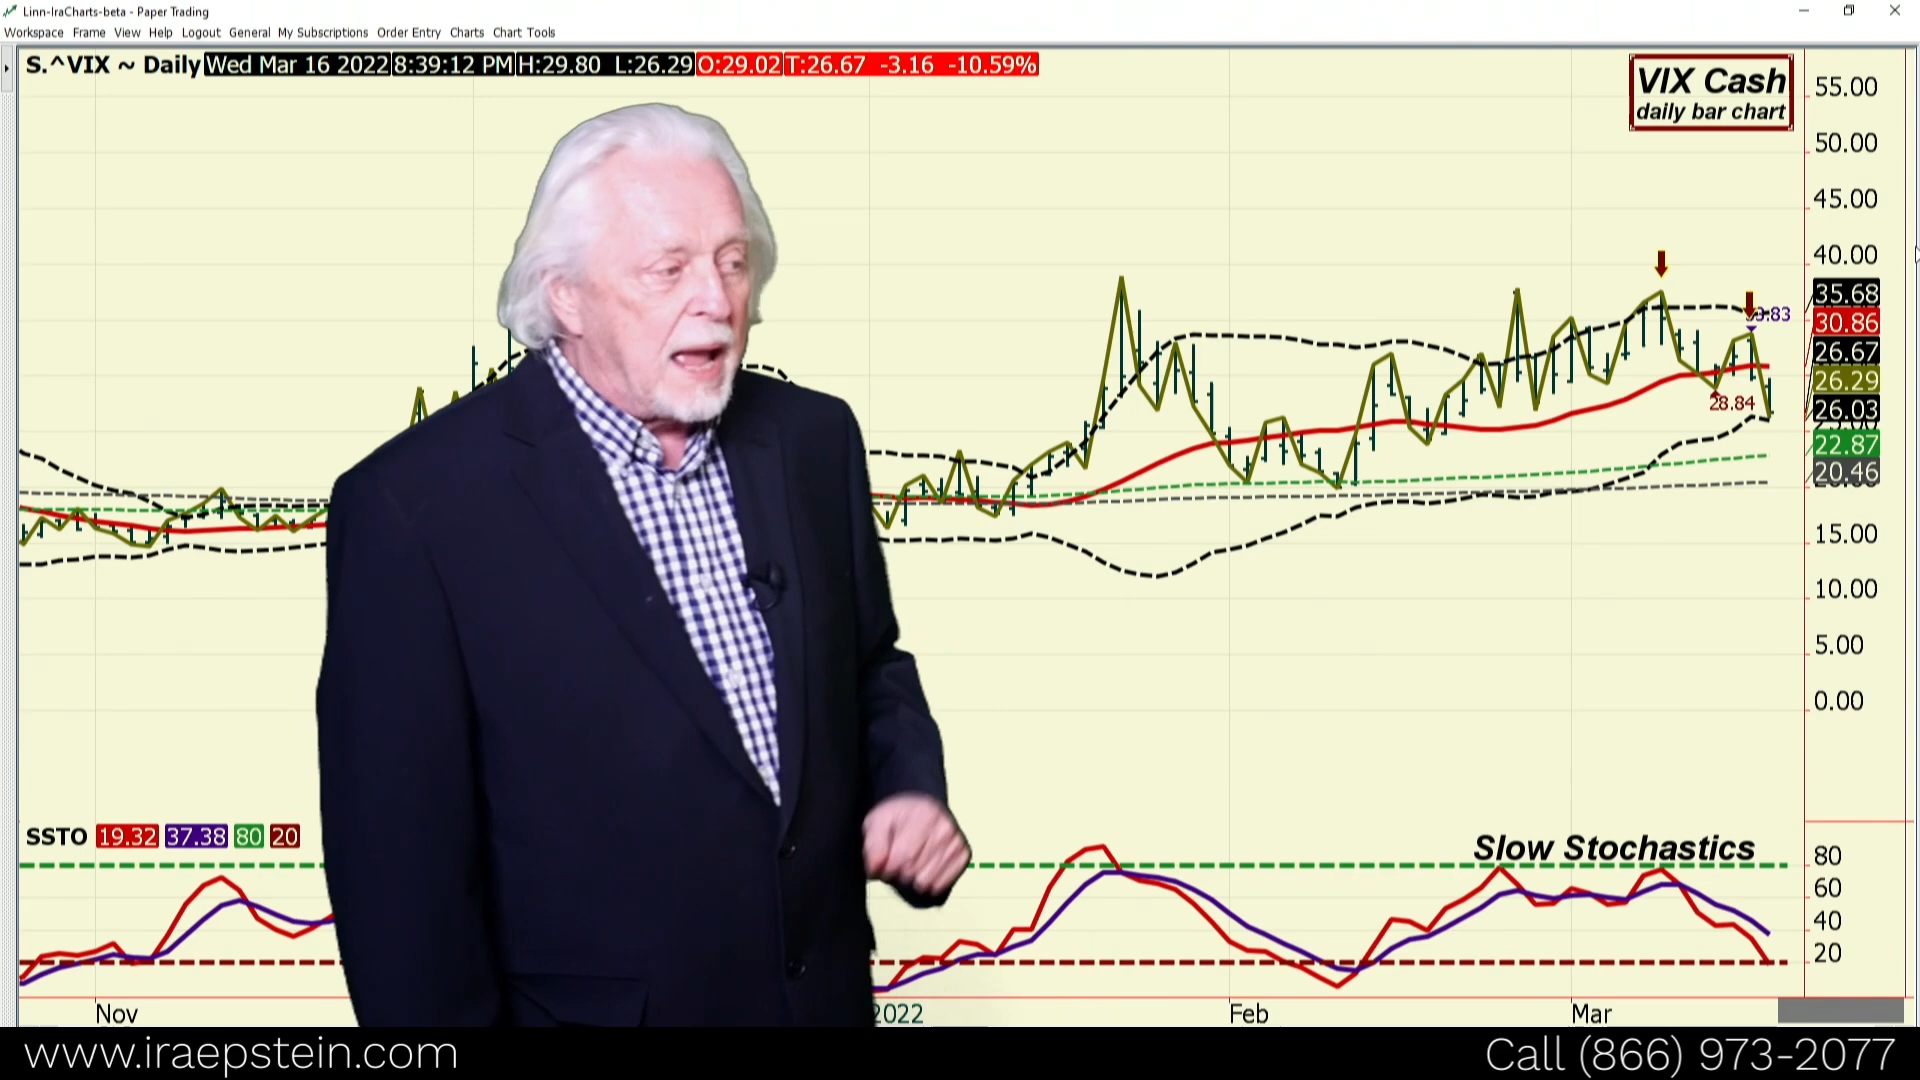 Linn-IraCharts-beta - Paper Trading
Workspace Frame View Help Logout General My Subscriptions Order Entry Charts Chart Tools
S.^VIX ~ Daily Wed Mar 16 2022 8:39:12 PM H:29.80 L:26.29 O:29.02 T:26.67 -3.16 -10.59%
VIX Cash
daily bar chart
55.00
50.00
45.00
40.00
35.68
30.86
26.67
26.29
26.03
22.87
20.46
15.00
10.00
5.00
0.00
28.84
SSTO 19.32 37.38 80 20
Slow Stochastics
80
60
40
20
Nov 2022 Feb Mar
www.iraepstein.com Call (866) 973-2077